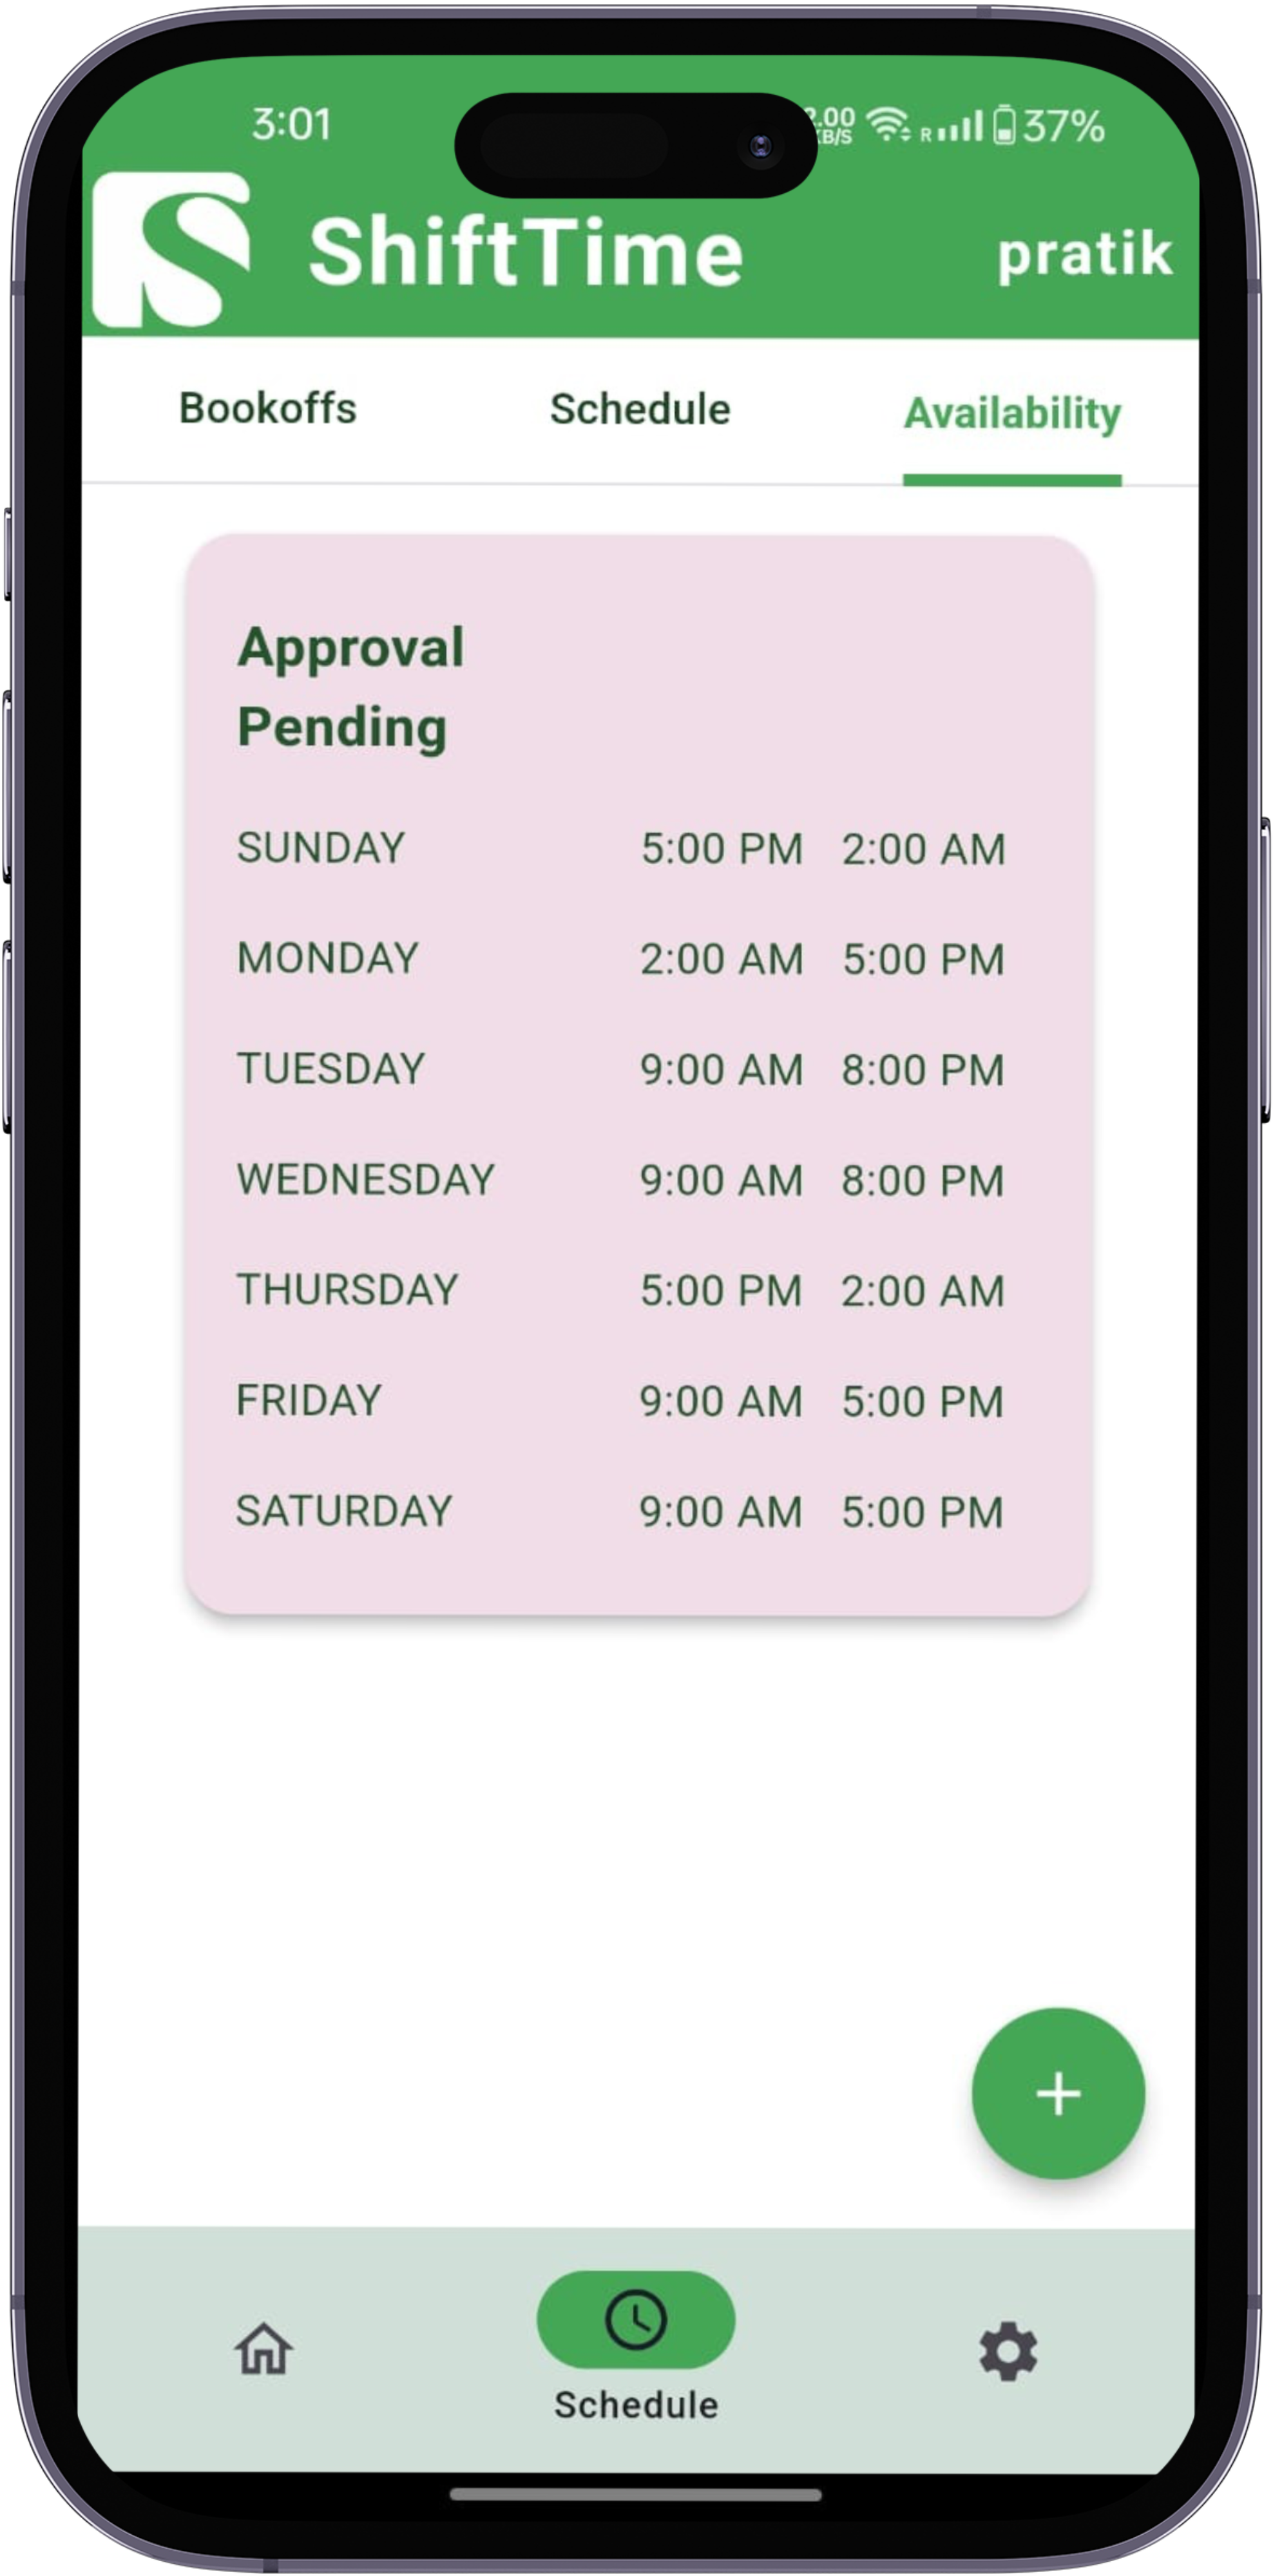 3:01 37%
ShiftTime pratik
Bookoffs Schedule Availability
Approval
Pending
SUNDAY 5:00 PM 2:00 AM
MONDAY 2:00 AM 5:00 PM
TUESDAY 9:00 AM 8:00 PM
WEDNESDAY 9:00 AM 8:00 PM
THURSDAY 5:00 PM 2:00 AM
FRIDAY 9:00 AM 5:00 PM
SATURDAY 9:00 AM 5:00 PM
+
Schedule